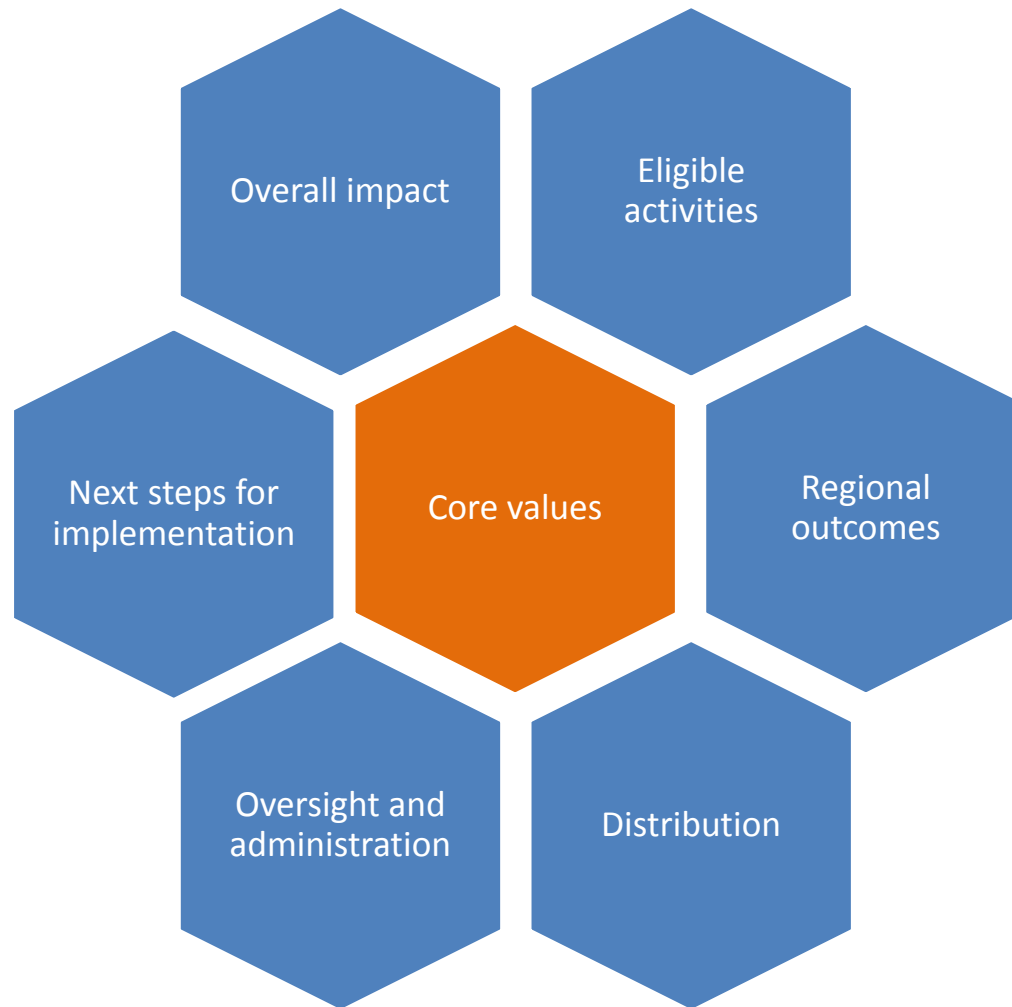 Overall impact
Eligible
activities
Next steps for
implementation
Core values
Regional
outcomes
Oversight and
administration
Distribution